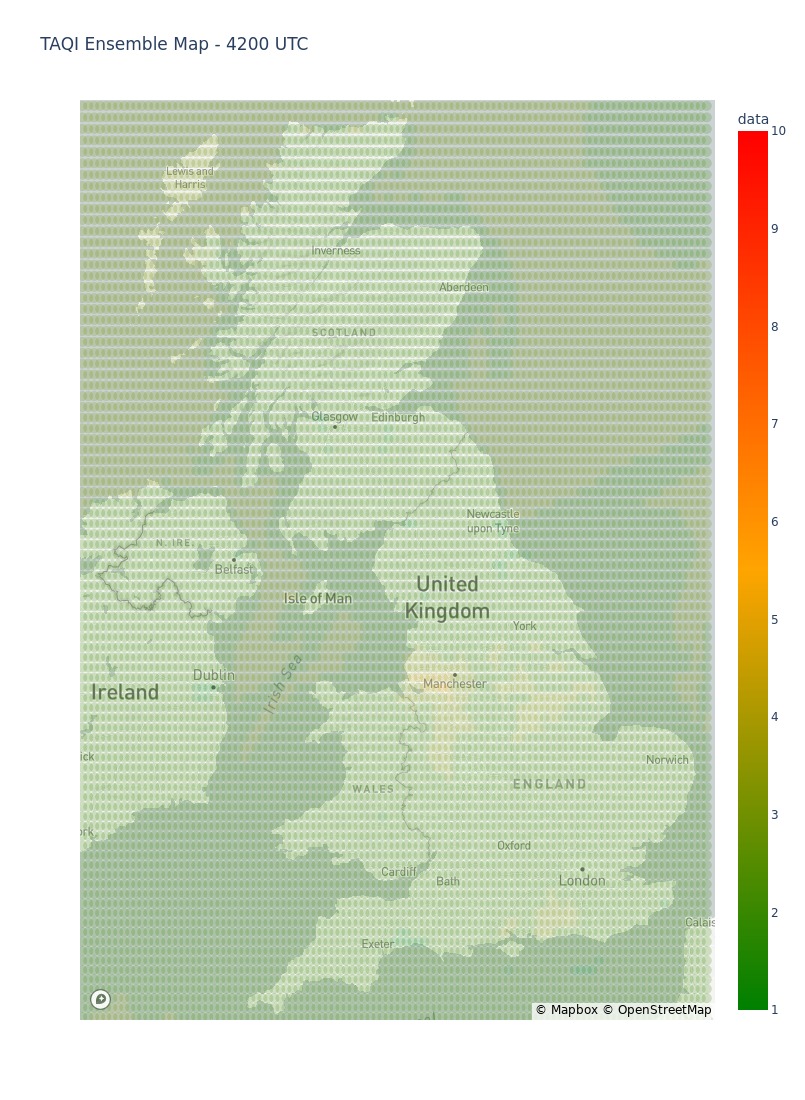 TAQI Ensemble Map - 4200 UTC
data
10
9
8
7
6
5
4
3
2
1
Lewis and
Harris
Inverness
Aberdeen
SCOTLAND
Glasgow
Edinburgh
Newcastle
upon Tyne
N. IRE.
Belfast
Isle of Man
United
Kingdom
York
Dublin
Irish Sea
Manchester
Ireland
ick
Norwich
WALES
ENGLAND
ork
Oxford
Cardiff
Bath
London
Calais
Exeter
© Mapbox © OpenStreetMap